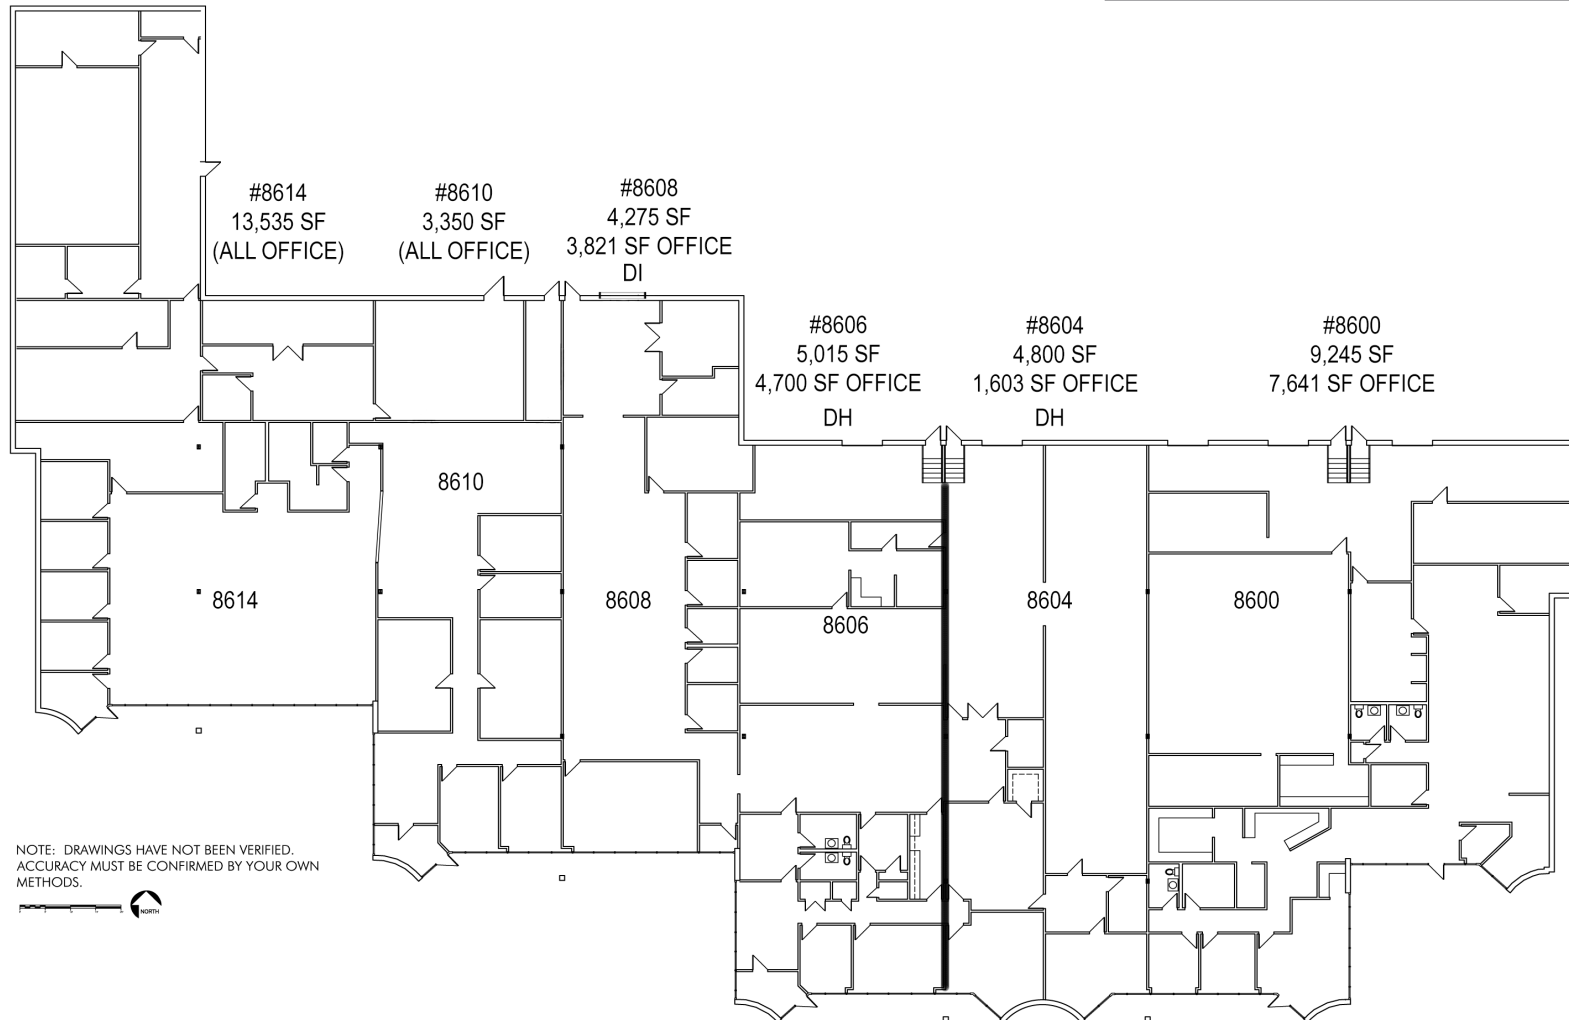 #8614
13,535 SF
(ALL OFFICE)
#8610
3,350 SF
(ALL OFFICE)
#8608
4,275 SF
3,821 SF OFFICE
DI
#8606
5,015 SF
4,700 SF OFFICE
DH
#8604
4,800 SF
1,603 SF OFFICE
DH
#8600
9,245 SF
7,641 SF OFFICE
8610
8614
8608
8606
8604
8600
NOTE: DRAWINGS HAVE NOT BEEN VERIFIED.
ACCURACY MUST BE CONFIRMED BY YOUR OWN
METHODS.
NORTH